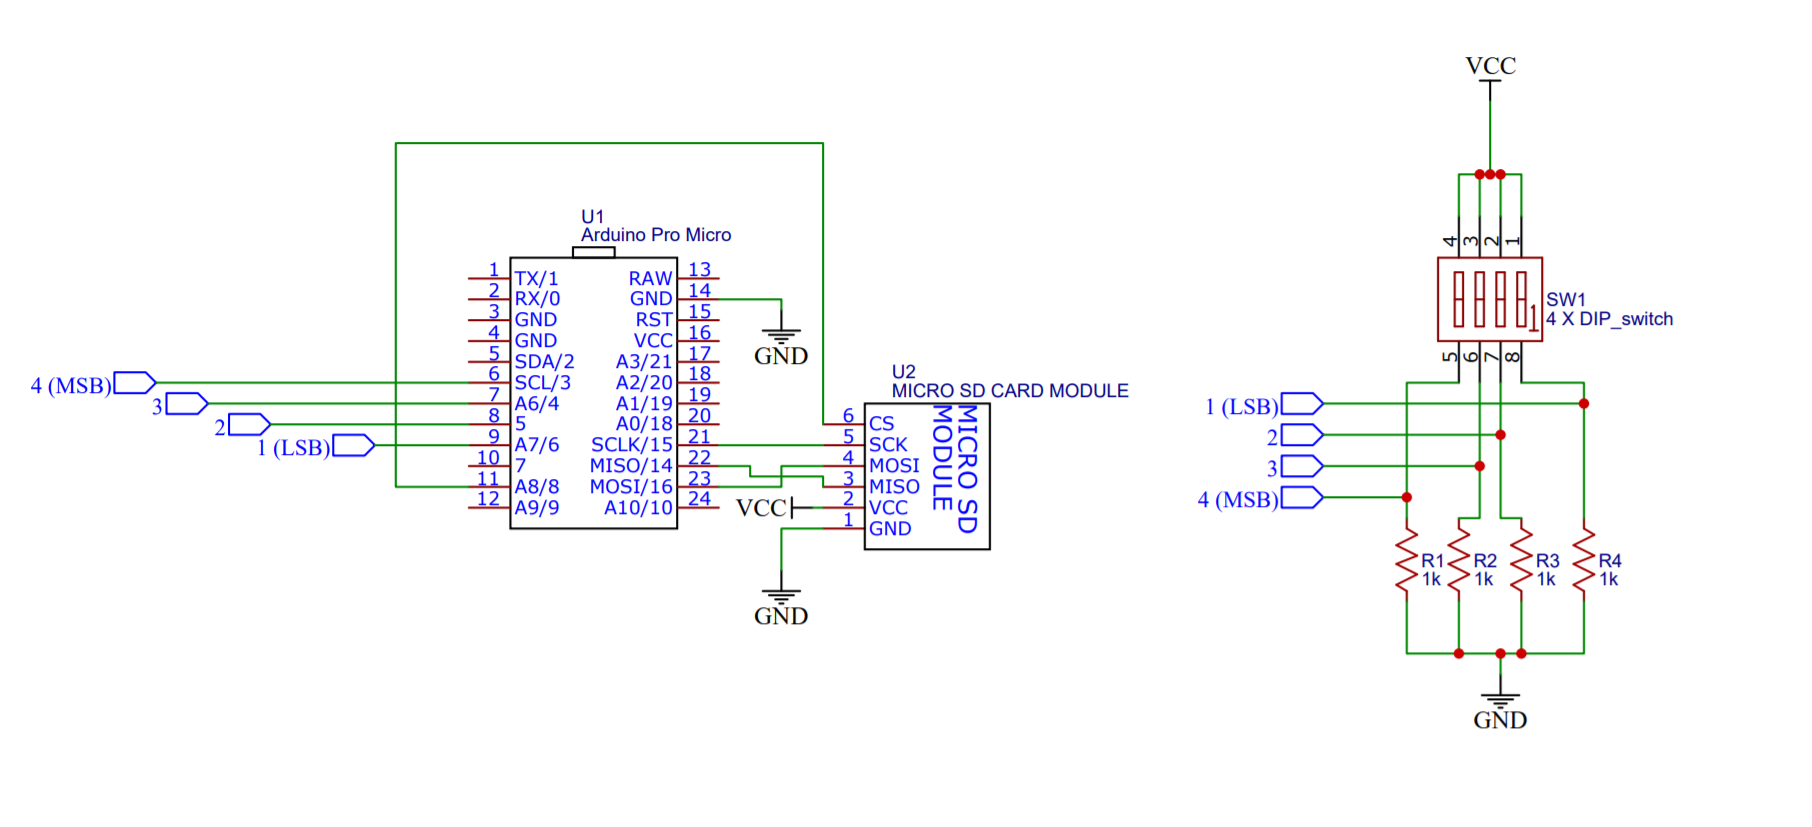 U1
Arduino Pro Micro
1 TX/1
2 RX/0
3 GND
4 GND
5 SDA/2
6 SCL/3
7 A6/4
8 5
9 A7/6
10 7
11 A8/8
12 A9/9
RAW 13
GND 14
RST 15
VCC 16
A3/21 17
A2/20 18
A1/19 19
A0/18 20
SCLK/15 21
MISO/14 22
MOSI/16 23
A10/10 24
4 (MSB)
3
2
1 (LSB)
GND
U2
MICRO SD CARD MODULE
6 CS
5 SCK
4 MOSI
3 MISO
2 VCC
1 GND
MICRO SD
MODULE
VCC
GND
VCC
4 3 2 1
1
SW1
4 X DIP_switch
5 6 7 8
1 (LSB)
2
3
4 (MSB)
R1
1k
R2
1k
R3
1k
R4
1k
GND